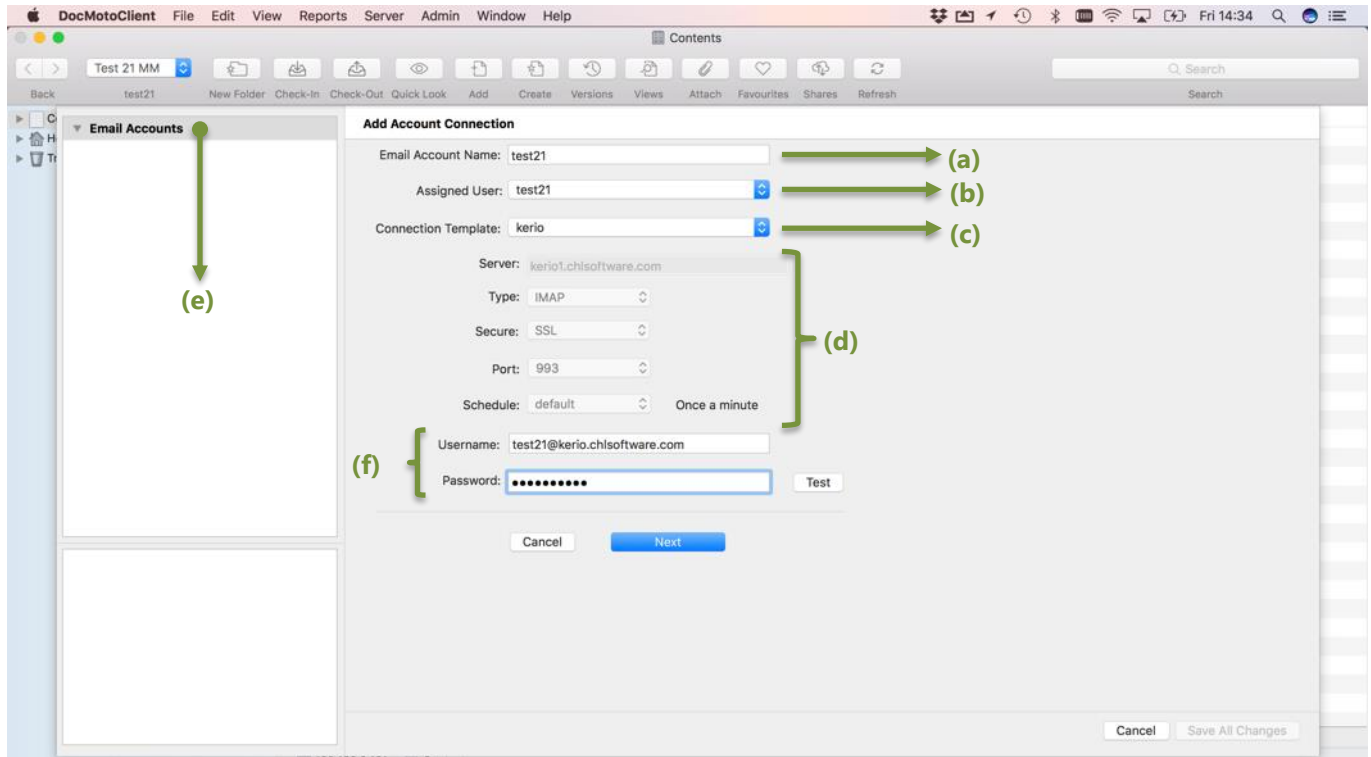 DocMotoClient File Edit View Reports Server Admin Window Help Fri 14:34
Contents
Test 21 MM Search
Back test21 New Folder Check-In Check-Out Quick Look Add Create Versions Views Attach Favourites Shares Refresh Search
Email Accounts
Add Account Connection
Email Account Name: test21 (a)
Assigned User: test21 (b)
Connection Template: kerio (c)
Server: kerio1.chlsoftware.com
Type: IMAP
(e)
Secure: SSL
(d)
Port: 993
Schedule: default Once a minute
Username: test21@kerio.chlsoftware.com
(f)
Password: ●●●●●●●●●● Test
Cancel Next
Cancel Save All Changes